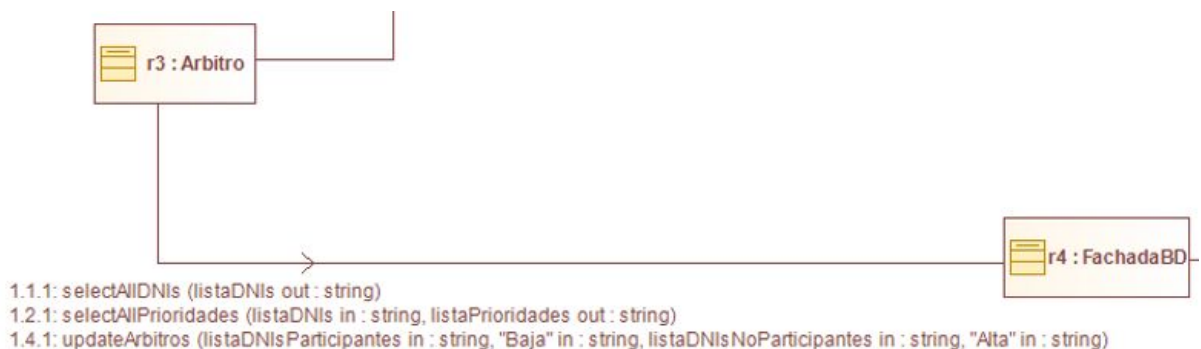 r3 : Arbitro
r4 : FachadaBD
1.1.1: selectAllDNIs (listaDNIs out : string)
1.2.1: selectAllPrioridades (listaDNIs in : string, listaPrioridades out : string)
1.4.1: updateArbitros (listaDNIsParticipantes in : string, "Baja" in : string, listaDNIsNoParticipantes in : string, "Alta" in : string)